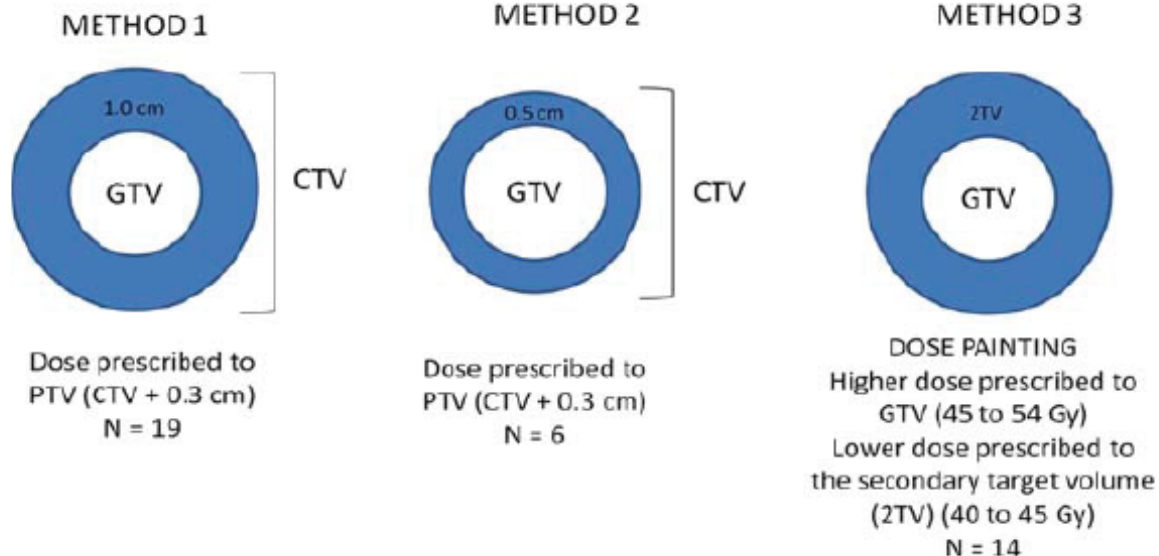 METHOD 1
1.0 cm
GTV
CTV
Dose prescribed to
PTV (CTV + 0.3 cm)
N = 19
METHOD 2
0.5 cm
GTV
CTV
Dose prescribed to
PTV (CTV + 0.3 cm)
N = 6
METHOD 3
2TV
GTV
DOSE PAINTING
Higher dose prescribed to
GTV (45 to 54 Gy)
Lower dose prescribed to
the secondary target volume
(2TV) (40 to 45 Gy)
N = 14